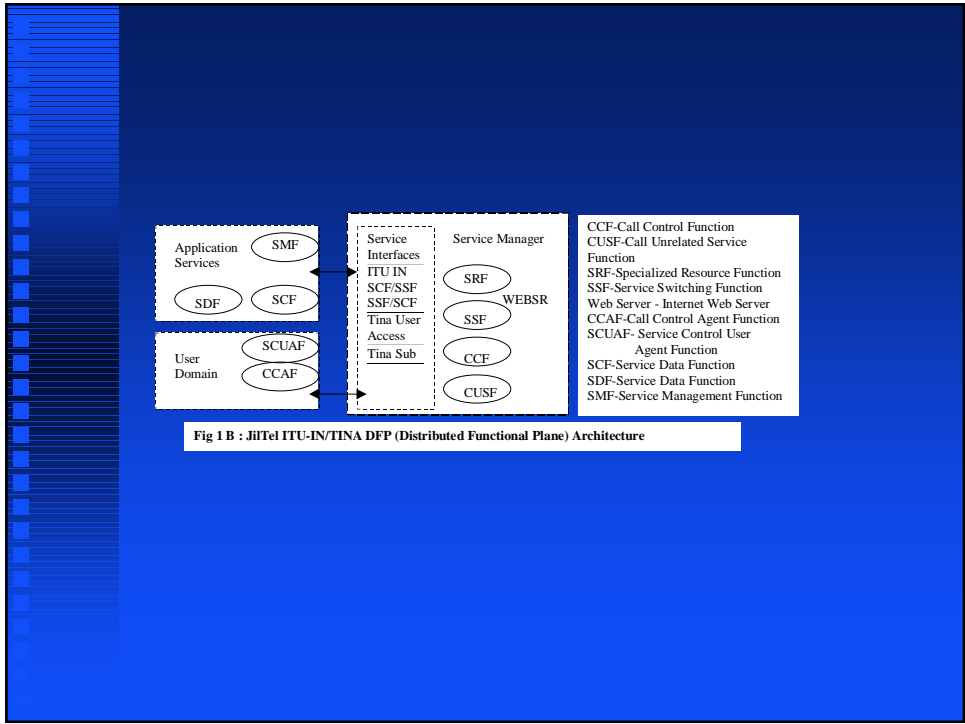 Application
Services
SMF
SDF
SCF
User
Domain
SCUAF
CCAF
Service
Interfaces
ITU IN
SCF/SSF
SSF/SCF
Tina User
Access
Tina Sub
Service Manager
SRF
WEBSR
SSF
CCF
CUSF
CCF-Call Control Function
CUSF-Call Unrelated Service
Function
SRF-Specialized Resource Function
SSF-Service Switching Function
Web Server - Internet Web Server
CCAF-Call Control Agent Function
SCUAF- Service Control User
Agent Function
SCF-Service Data Function
SDF-Service Data Function
SMF-Service Management Function
Fig 1 B : JilTel ITU-IN/TINA DFP (Distributed Functional Plane) Architecture